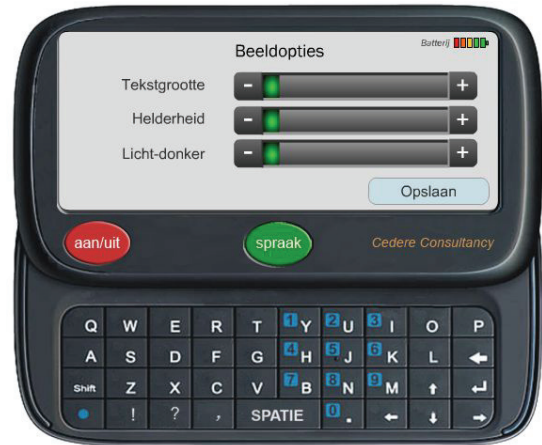 Batterij
Beeldopties
Tekstgrootte - +
Helderheid - +
Licht-donker - +
Opslaan
aan/uit spraak Cedere Consultancy
Q W E R T 1 Y 2 U 3 I O P
A S D F G 4 H 5 J 6 K L
Shift Z X C V 7 B 8 N 9 M
! ? , SPATIE 0 .